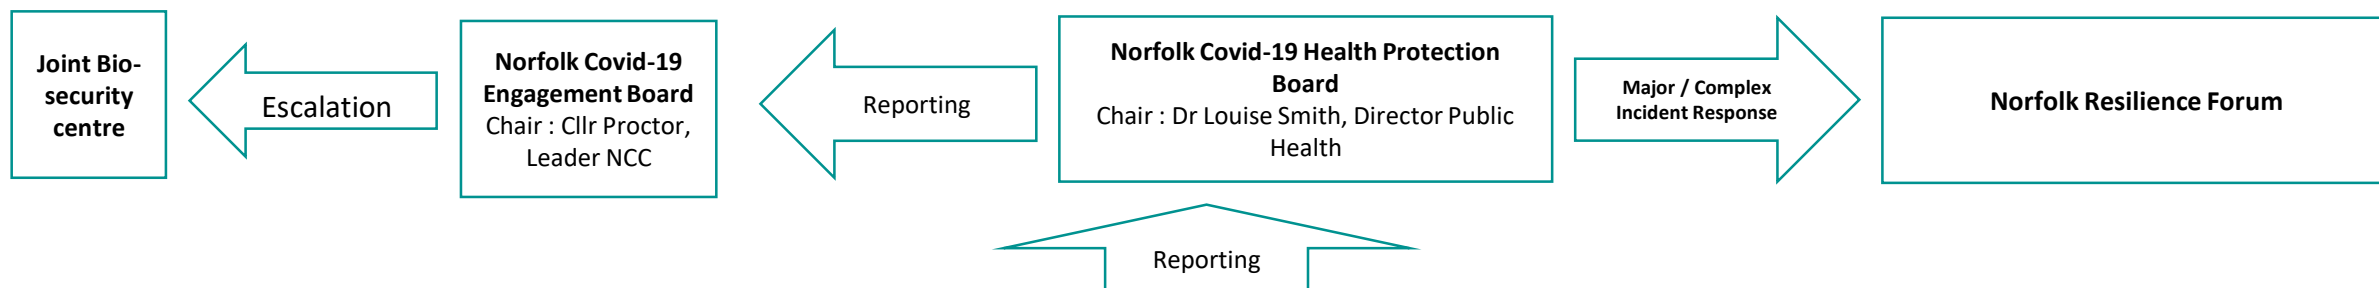 Joint Bio-
security
centre
Escalation
Norfolk Covid-19
Engagement Board
Chair : Cllr Proctor,
Leader NCC
Reporting
Norfolk Covid-19 Health Protection
Board
Chair : Dr Louise Smith, Director Public
Health
Major / Complex
Incident Response
Norfolk Resilience Forum
Reporting